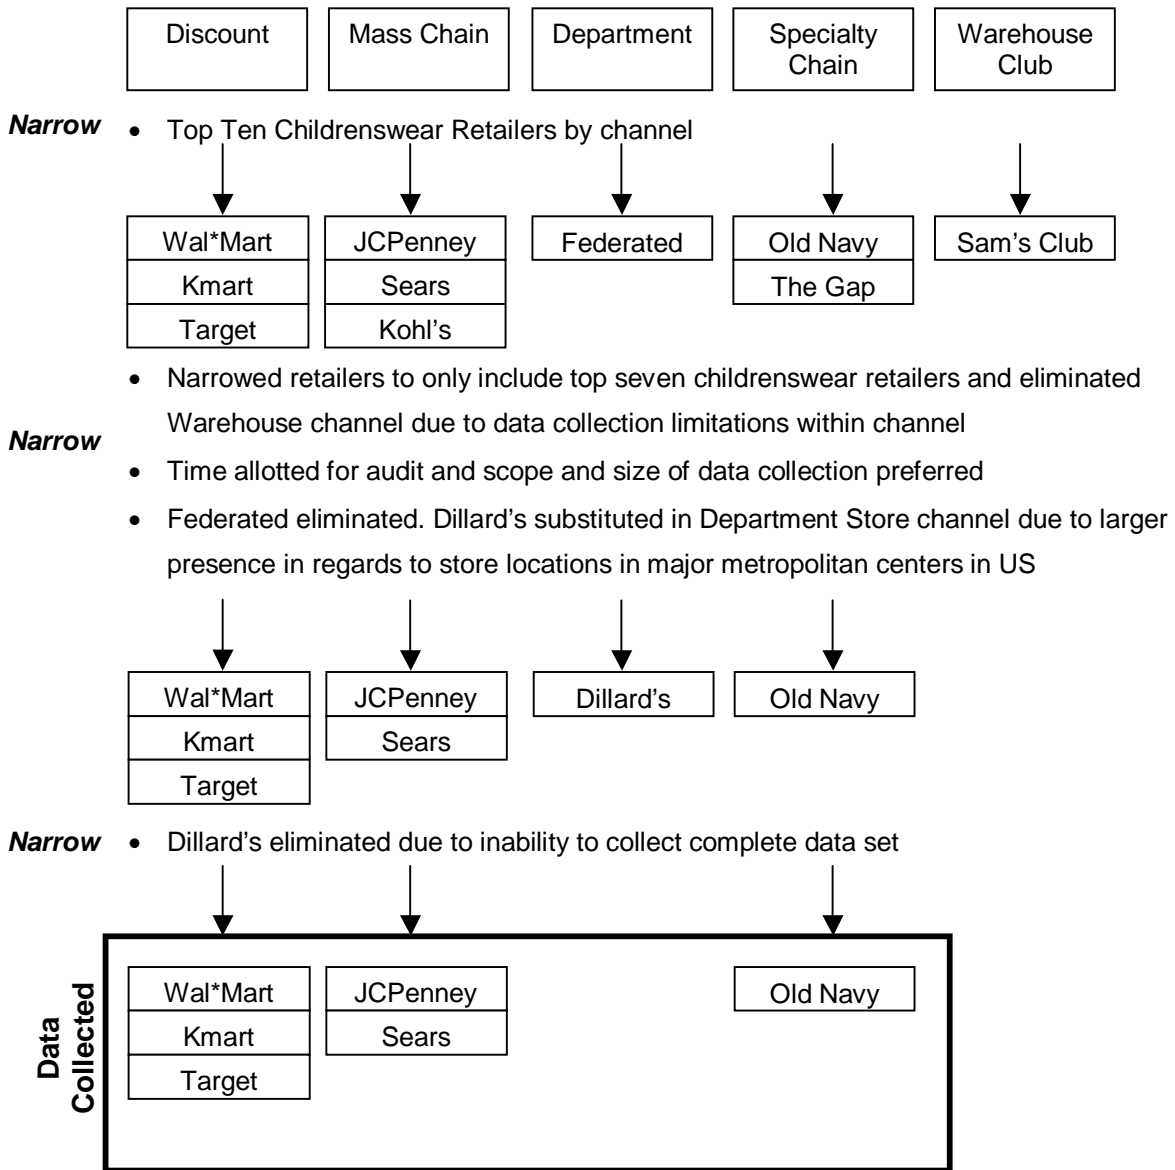 Discount
Mass Chain
Department
Specialty
Chain
Warehouse
Club
Narrow
• Top Ten Childrenswear Retailers by channel
Wal*Mart
Kmart
Target
JCPenney
Sears
Kohl's
Federated
Old Navy
The Gap
Sam's Club
Narrow
• Narrowed retailers to only include top seven childrenswear retailers and eliminated
Warehouse channel due to data collection limitations within channel
• Time allotted for audit and scope and size of data collection preferred
• Federated eliminated. Dillard's substituted in Department Store channel due to larger
presence in regards to store locations in major metropolitan centers in US
Wal*Mart
Kmart
Target
JCPenney
Sears
Dillard's
Old Navy
Narrow
• Dillard's eliminated due to inability to collect complete data set
Data
Collected
Wal*Mart
Kmart
Target
JCPenney
Sears
Old Navy